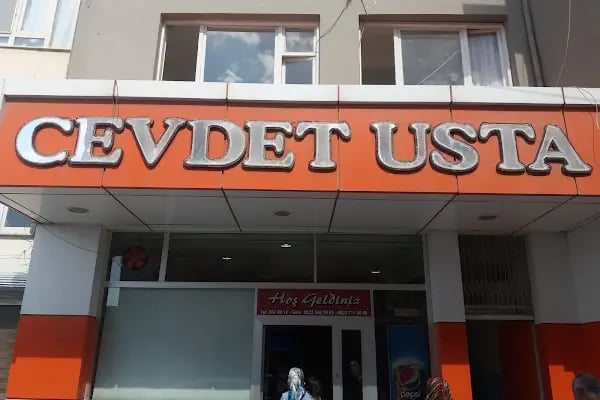 CEVDET USTA
Hoş Geldiniz
pepsi